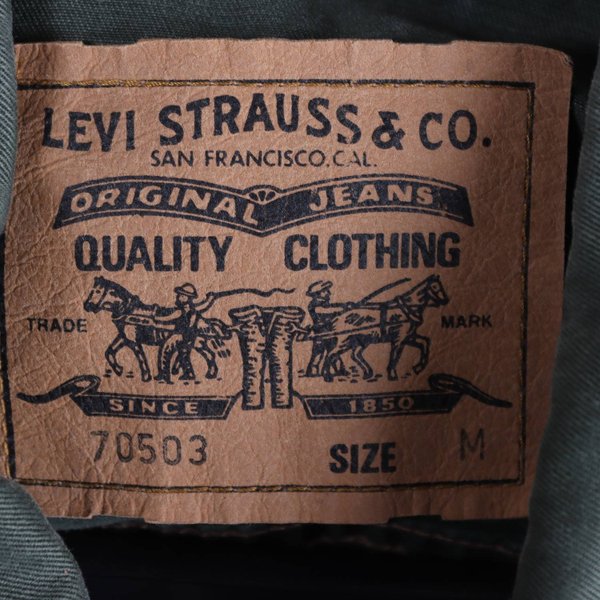 LEVI STRAUSS & CO.
SAN FRANCISCO, CAL.
ORIGINAL JEANS
QUALITY CLOTHING
TRADE MARK
SINCE 1850
70503 SIZE M